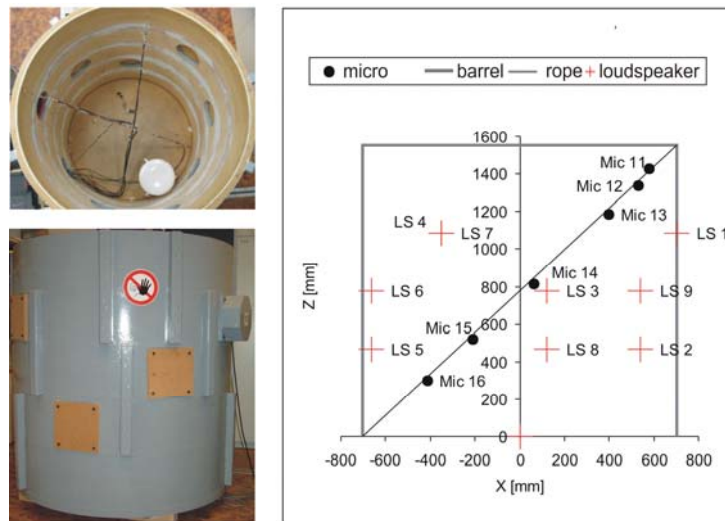 micro barrel rope loudspeaker
1600
1400
1200
1000
800
600
400
200
0
Z [mm]
Mic 11
Mic 12
Mic 13
LS 4
LS 7
LS 1
Mic 14
LS 6
LS 3
LS 9
Mic 15
LS 5
LS 8
LS 2
Mic 16
-800 -600 -400 -200 0 200 400 600 800
X [mm]